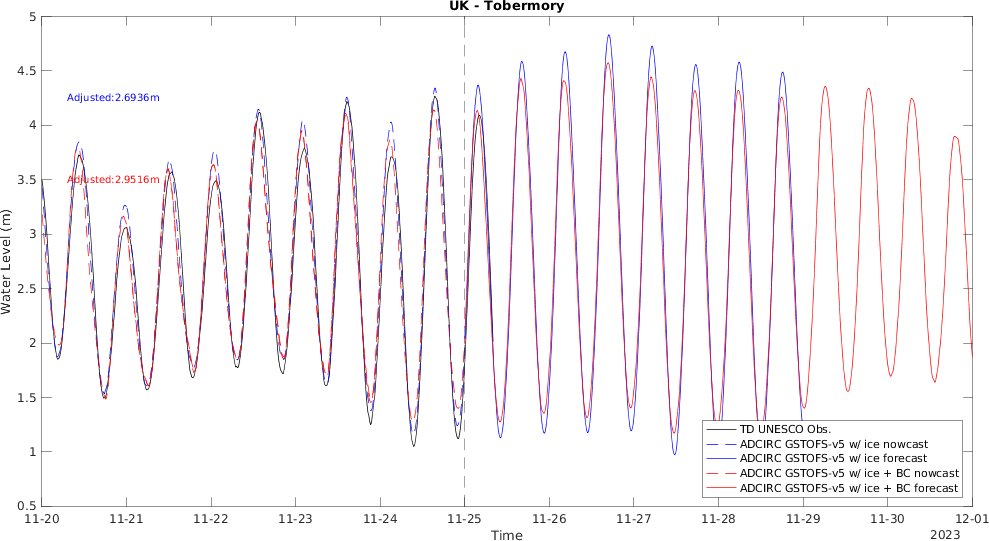 UK - Tobermory
5
4.5
4
3.5
3
2.5
2
1.5
1
0.5
Water Level (m)
Adjusted:2.6936m
Adjusted:2.9516m
TD UNESCO Obs.
ADCIRC GSTOFS-v5 w/ ice nowcast
ADCIRC GSTOFS-v5 w/ ice forecast
ADCIRC GSTOFS-v5 w/ ice + BC nowcast
ADCIRC GSTOFS-v5 w/ ice + BC forecast
11-20 11-21 11-22 11-23 11-24 11-25 11-26 11-27 11-28 11-29 11-30 12-01
Time
2023